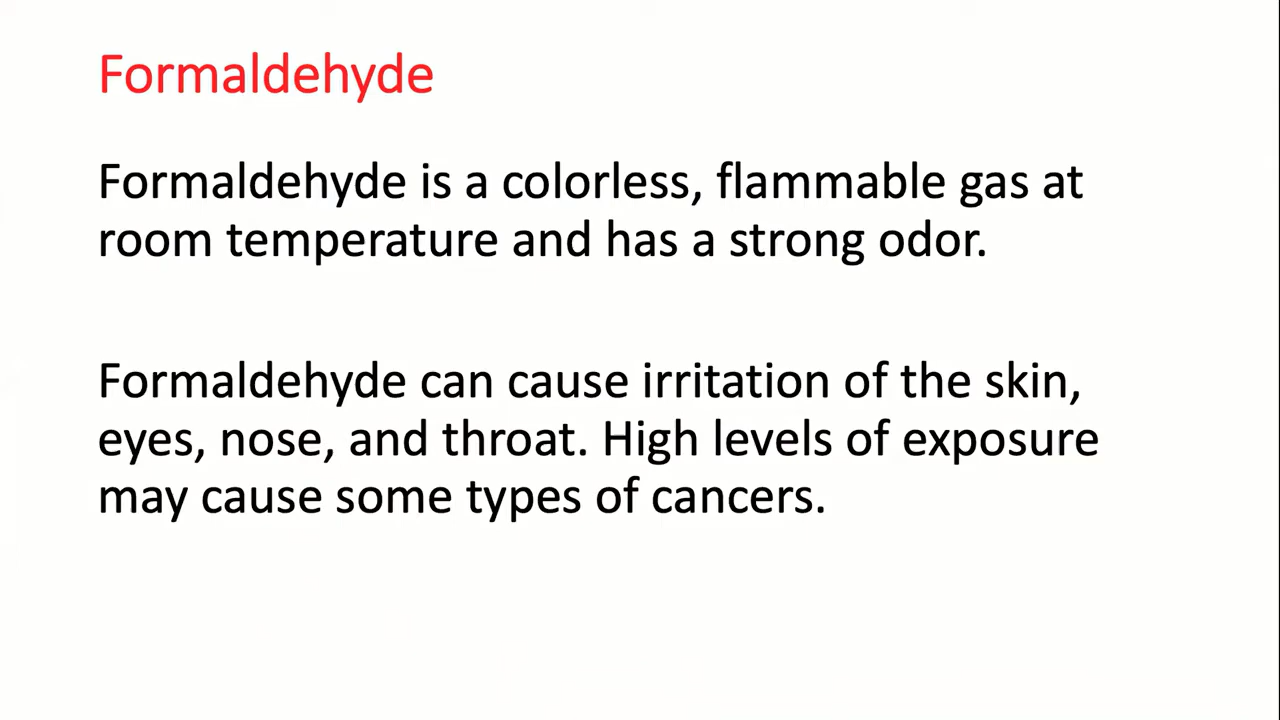 Formaldehyde
Formaldehyde is a colorless, flammable gas at
room temperature and has a strong odor.
Formaldehyde can cause irritation of the skin,
eyes, nose, and throat. High levels of exposure
may cause some types of cancers.